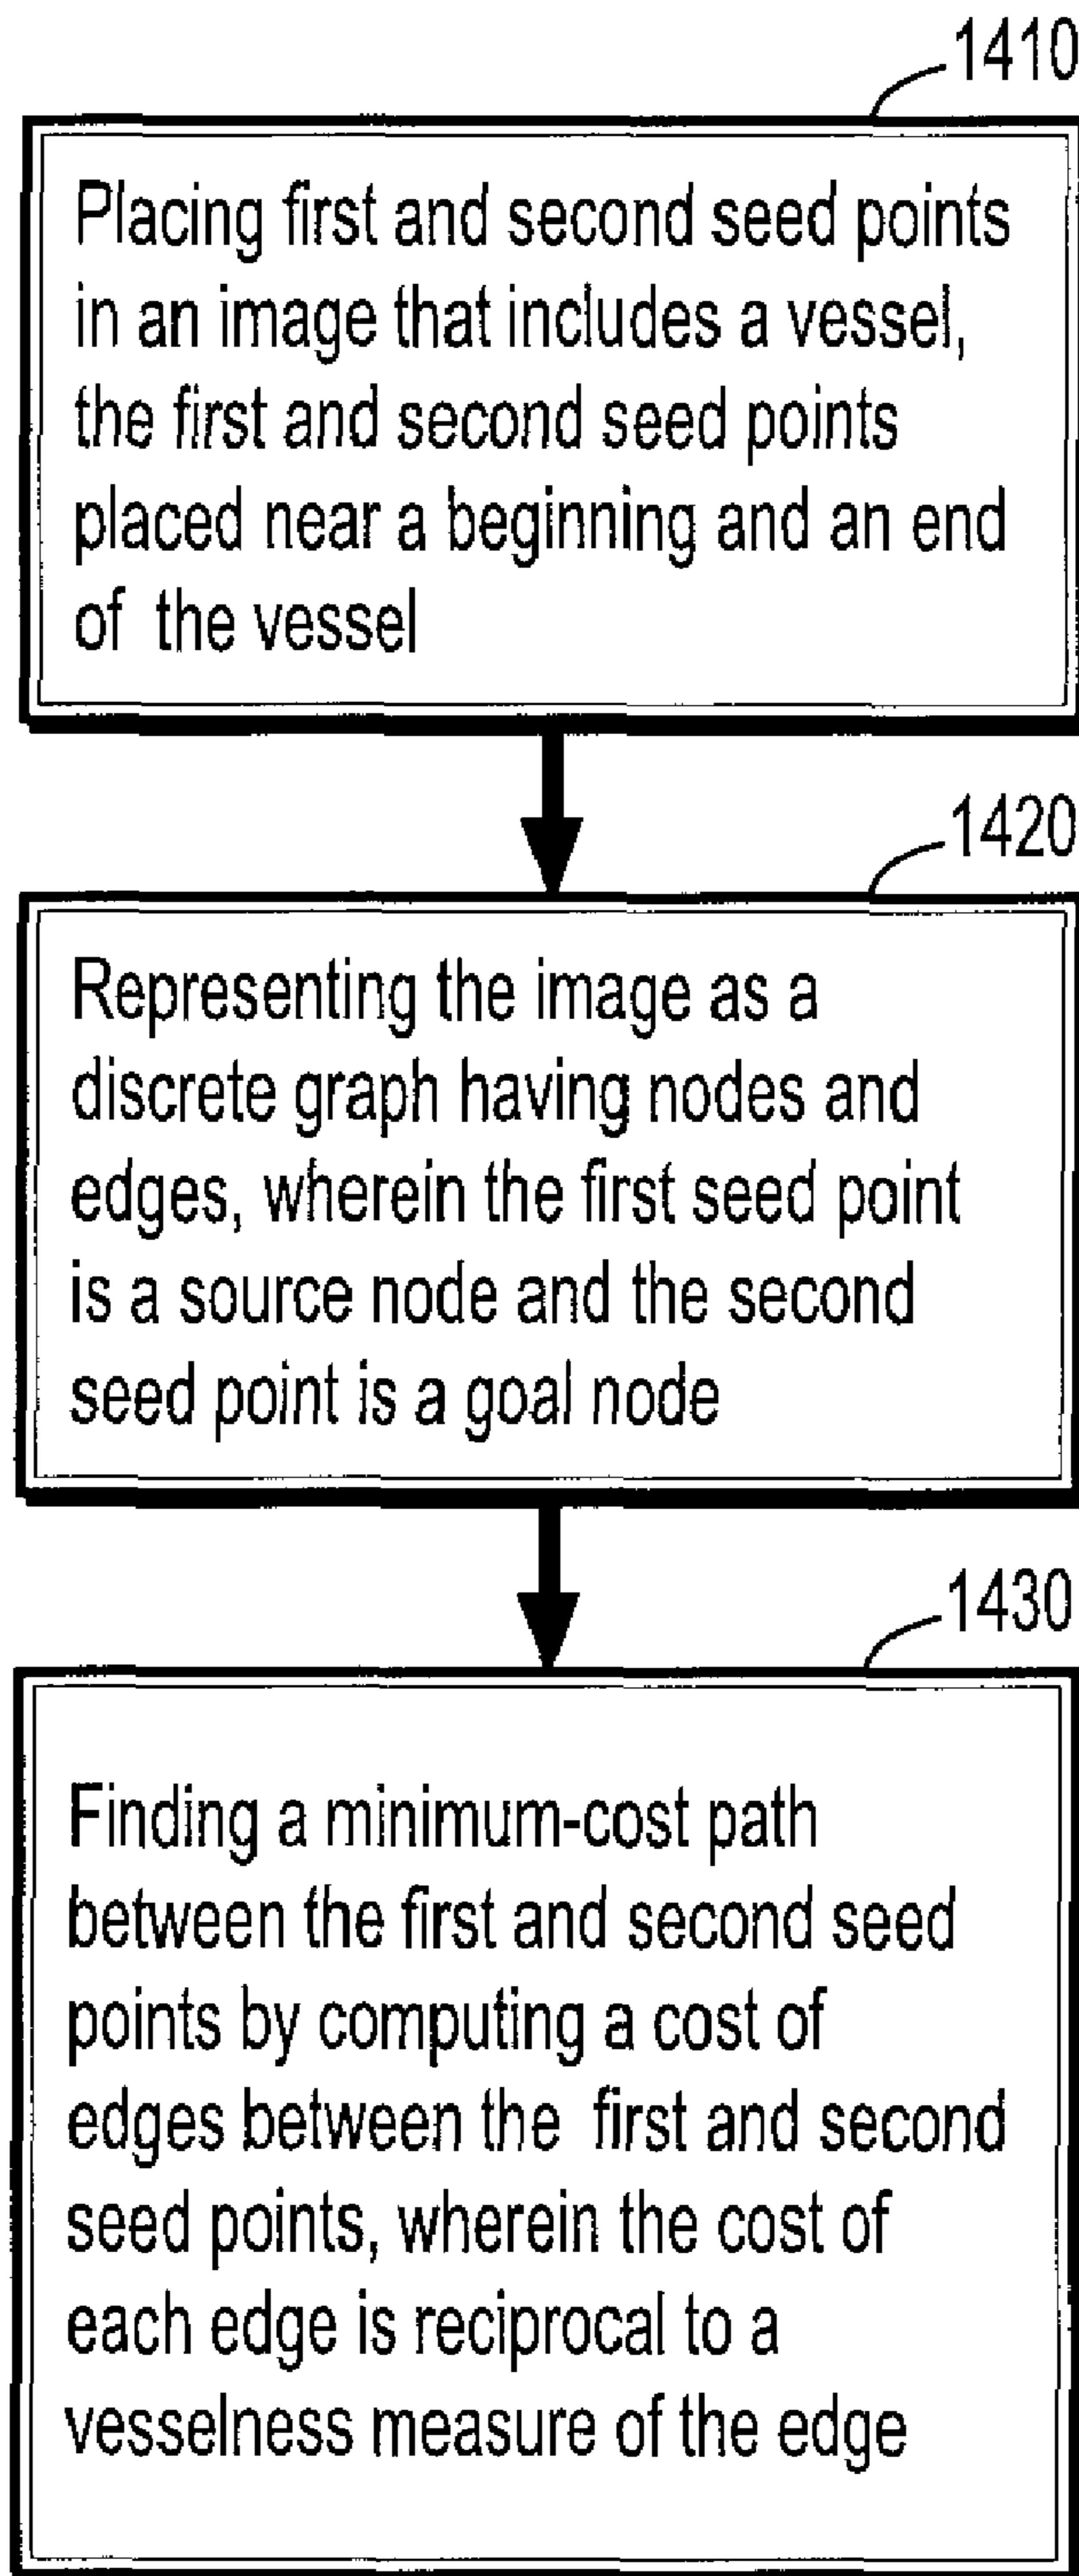 1410
Placing first and second seed points
in an image that includes a vessel,
the first and second seed points
placed near a beginning and an end
of the vessel
1420
Representing the image as a
discrete graph having nodes and
edges, wherein the first seed point
is a source node and the second
seed point is a goal node
1430
Finding a minimum-cost path
between the first and second seed
points by computing a cost of
edges between the first and second
seed points, wherein the cost of
each edge is reciprocal to a
vesselness measure of the edge